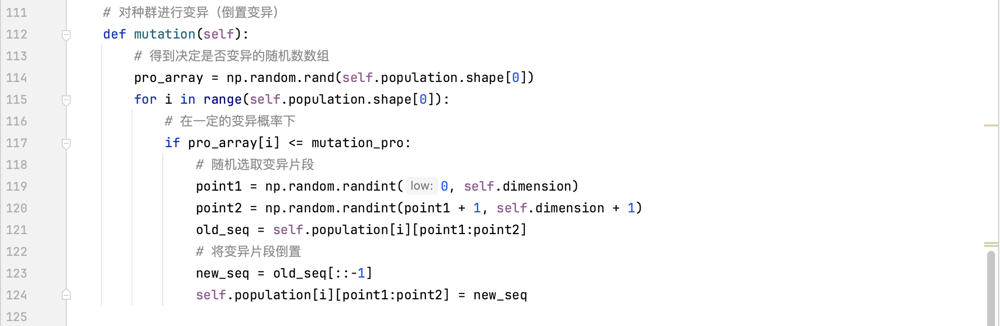 111 # 对种群进行变异（倒置变异）
112 def mutation(self):
113 # 得到决定是否变异的随机数数组
114 pro_array = np.random.rand(self.population.shape[0])
115 for i in range(self.population.shape[0]):
116 # 在一定的变异概率下
117 if pro_array[i] <= mutation_pro:
118 # 随机选取变异片段
119 point1 = np.random.randint( low: 0, self.dimension)
120 point2 = np.random.randint(point1 + 1, self.dimension + 1)
121 old_seq = self.population[i][point1:point2]
122 # 将变异片段倒置
123 new_seq = old_seq[::-1]
124 self.population[i][point1:point2] = new_seq
125